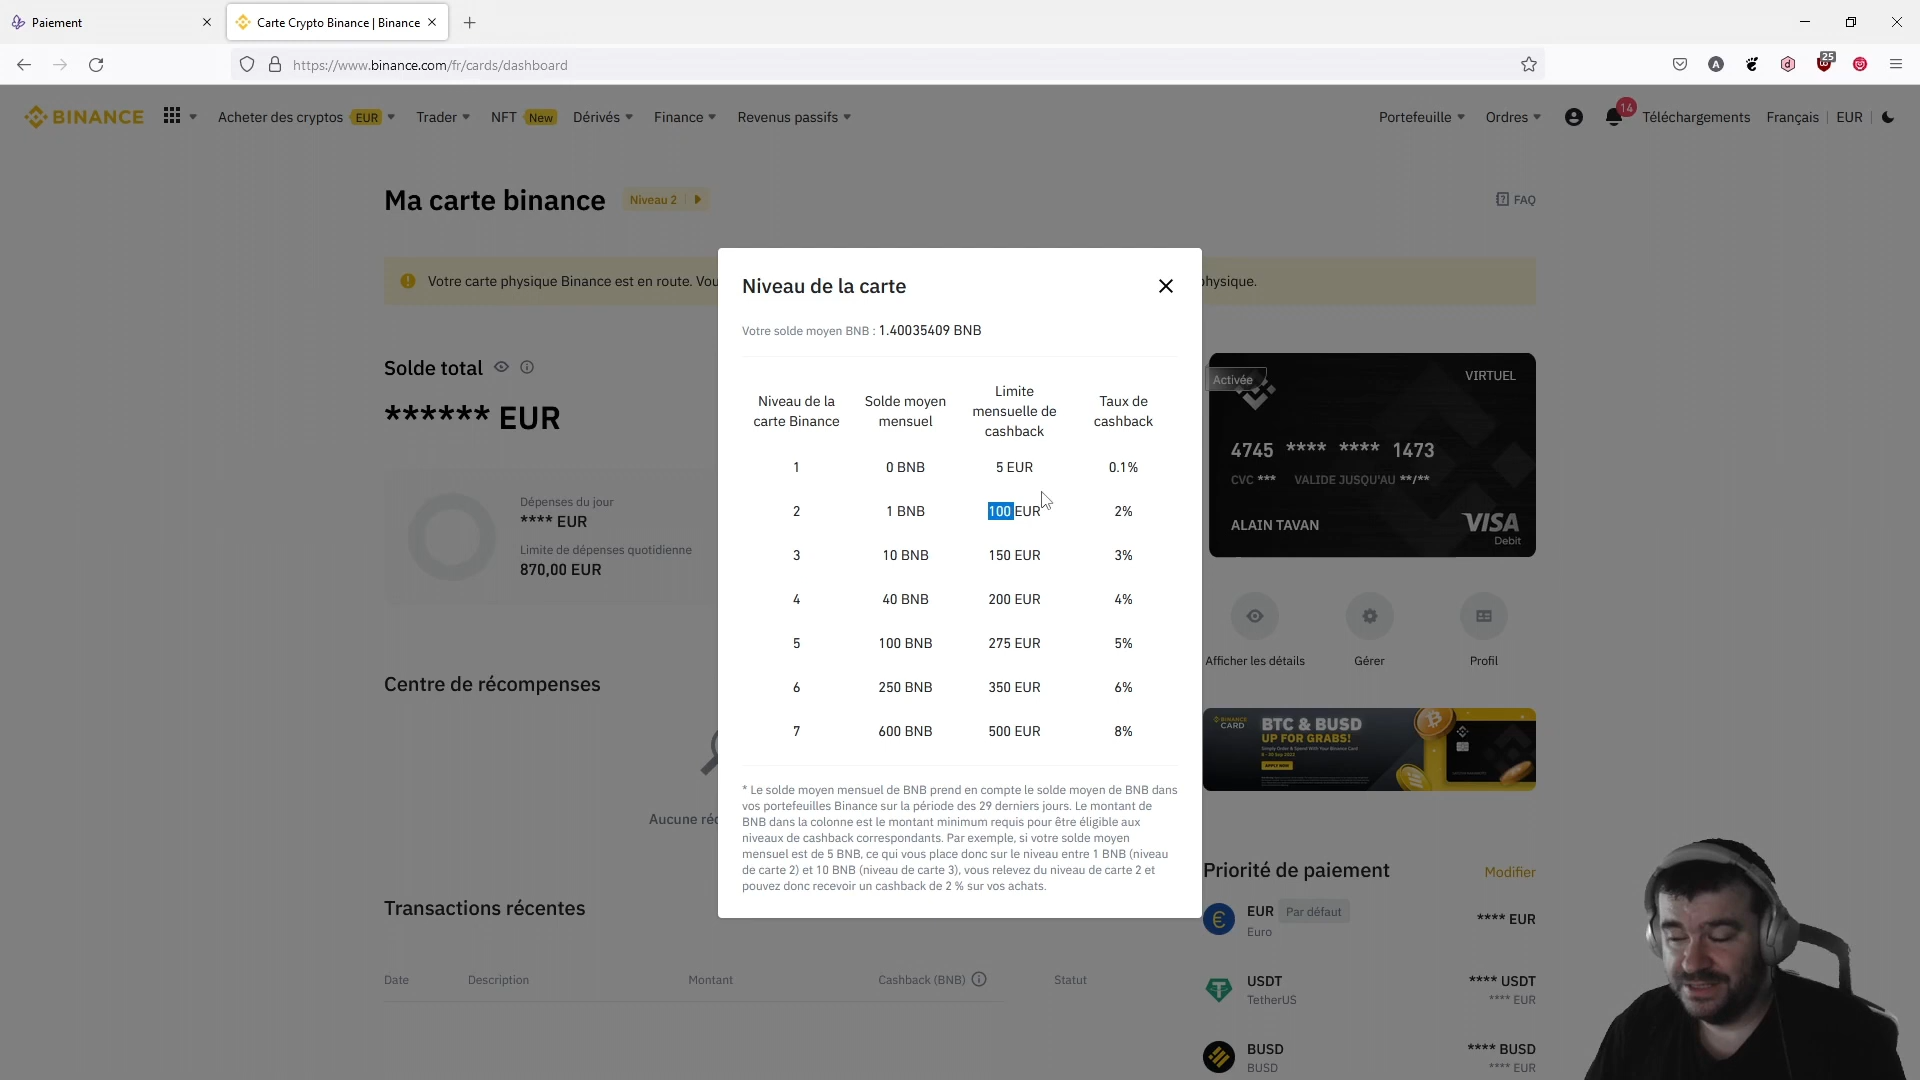 Paiement
Carte Crypto Binance | Binance
https://www.binance.com/fr/cards/dashboard
25
BINANCE
Acheter des cryptos EUR
Trader
NFT New
Dérivés
Finance
Revenus passifs
Portefeuille
Ordres
14
Téléchargements
Français
EUR
Ma carte binance
Niveau 2
FAQ
Votre carte physique Binance est en route. Vou
physique.
Solde total
****** EUR
Dépenses du jour
**** EUR
Limite de dépenses quotidienne
870,00 EUR
Centre de récompenses
Aucune réc
Transactions récentes
Date Description Montant Cashback (BNB) Statut
Niveau de la carte
Votre solde moyen BNB : 1.40035409 BNB
Niveau de la carte Binance
Solde moyen mensuel
Limite mensuelle de cashback
Taux de cashback
1 0 BNB 5 EUR 0.1%
2 1 BNB 100 EUR 2%
3 10 BNB 150 EUR 3%
4 40 BNB 200 EUR 4%
5 100 BNB 275 EUR 5%
6 250 BNB 350 EUR 6%
7 600 BNB 500 EUR 8%
* Le solde moyen mensuel de BNB prend en compte le solde moyen de BNB dans
vos portefeuilles Binance sur la période des 29 derniers jours. Le montant de
BNB dans la colonne est le montant minimum requis pour être éligible aux
niveaux de cashback correspondants. Par exemple, si votre solde moyen
mensuel est de 5 BNB, ce qui vous place donc sur le niveau entre 1 BNB (niveau
de carte 2) et 10 BNB (niveau de carte 3), vous relevez du niveau de carte 2 et
pouvez donc recevoir un cashback de 2 % sur vos achats.
Activée
VIRTUEL
4745 **** **** 1473
CVC *** VALIDE JUSQU'AU **/**
ALAIN TAVAN
VISA
Debit
Afficher les détails
Gérer
Profil
BINANCE
CARD
BTC & BUSD
UP FOR GRABS!
Simply Order & Spend With Your Binance Card
APPLY NOW
Priorité de paiement
Modifier
EUR Par défaut
Euro
**** EUR
USDT
TetherUS
**** USDT
**** EUR
BUSD
BUSD
**** BUSD
**** EUR